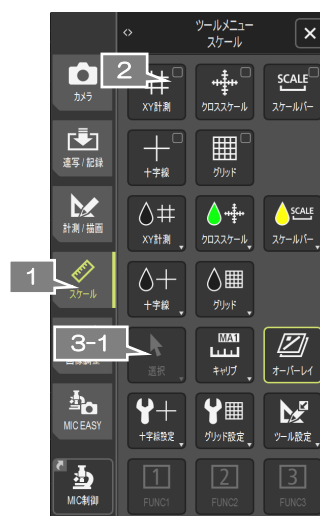 ツールメニュー
スケール
カメラ
2
XY計測
クロススケール
SCALE
スケールバー
連写/記録
十字線
グリッド
計測/描画
XY計測
クロススケール
SCALE
スケールバー
1
スケール
十字線
グリッド
3-1
選択
MA1
キャリブ
オーバーレイ
MIC EASY
十字線設定
グリッド設定
ツール設定
MIC制御
1
FUNC1
2
FUNC2
3
FUNC3